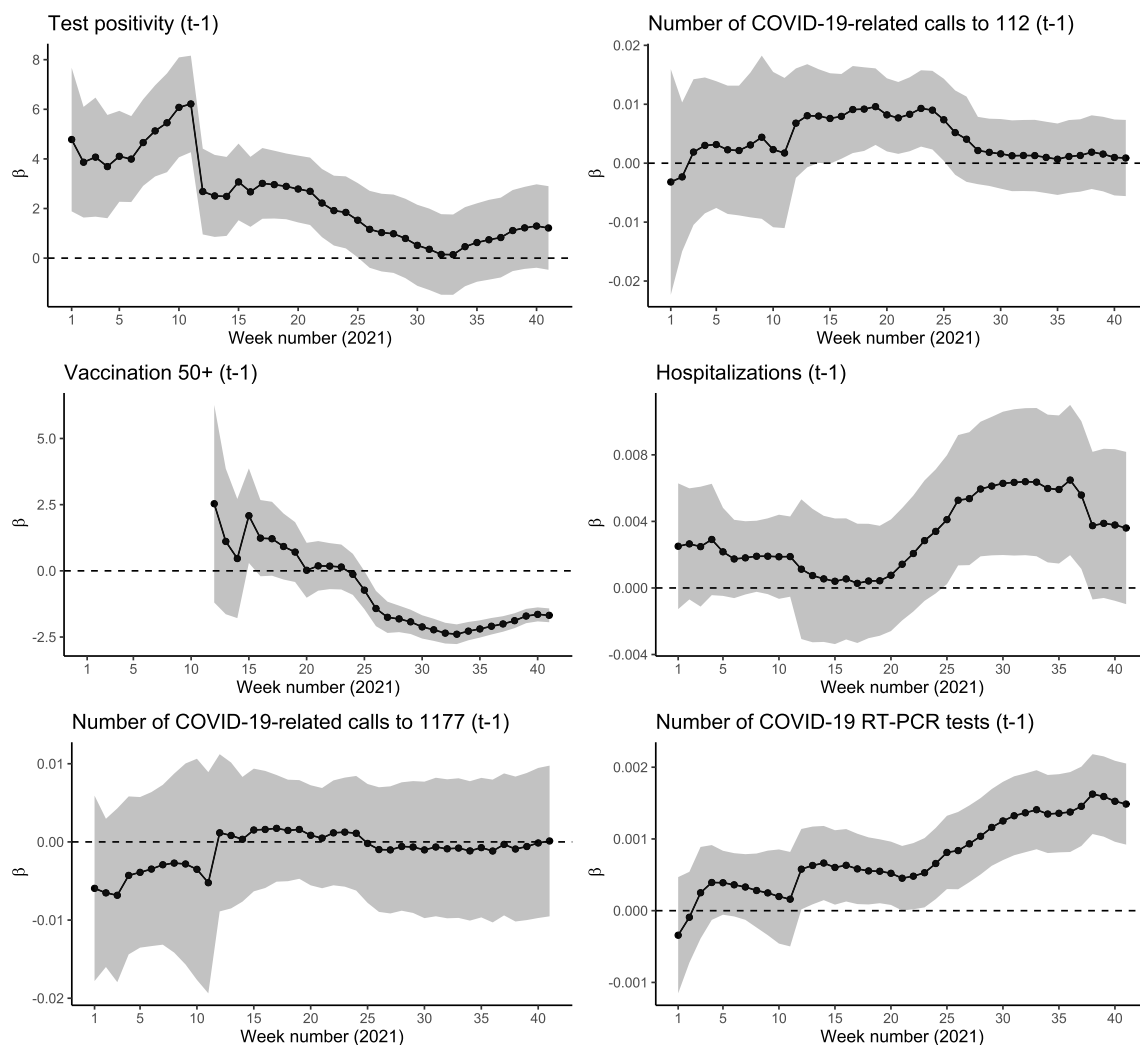 Test positivity (t-1)
8
6
4
2
0
β
1 5 10 15 20 25 30 35 40
Week number (2021)
Number of COVID-19-related calls to 112 (t-1)
0.02
0.01
0.00
-0.01
-0.02
β
1 5 10 15 20 25 30 35 40
Week number (2021)
Vaccination 50+ (t-1)
5.0
2.5
0.0
-2.5
β
1 5 10 15 20 25 30 35 40
Week number (2021)
Hospitalizations (t-1)
0.008
0.004
0.000
-0.004
β
1 5 10 15 20 25 30 35 40
Week number (2021)
Number of COVID-19-related calls to 1177 (t-1)
0.01
0.00
-0.01
-0.02
β
1 5 10 15 20 25 30 35 40
Week number (2021)
Number of COVID-19 RT-PCR tests (t-1)
0.002
0.001
0.000
-0.001
β
1 5 10 15 20 25 30 35 40
Week number (2021)